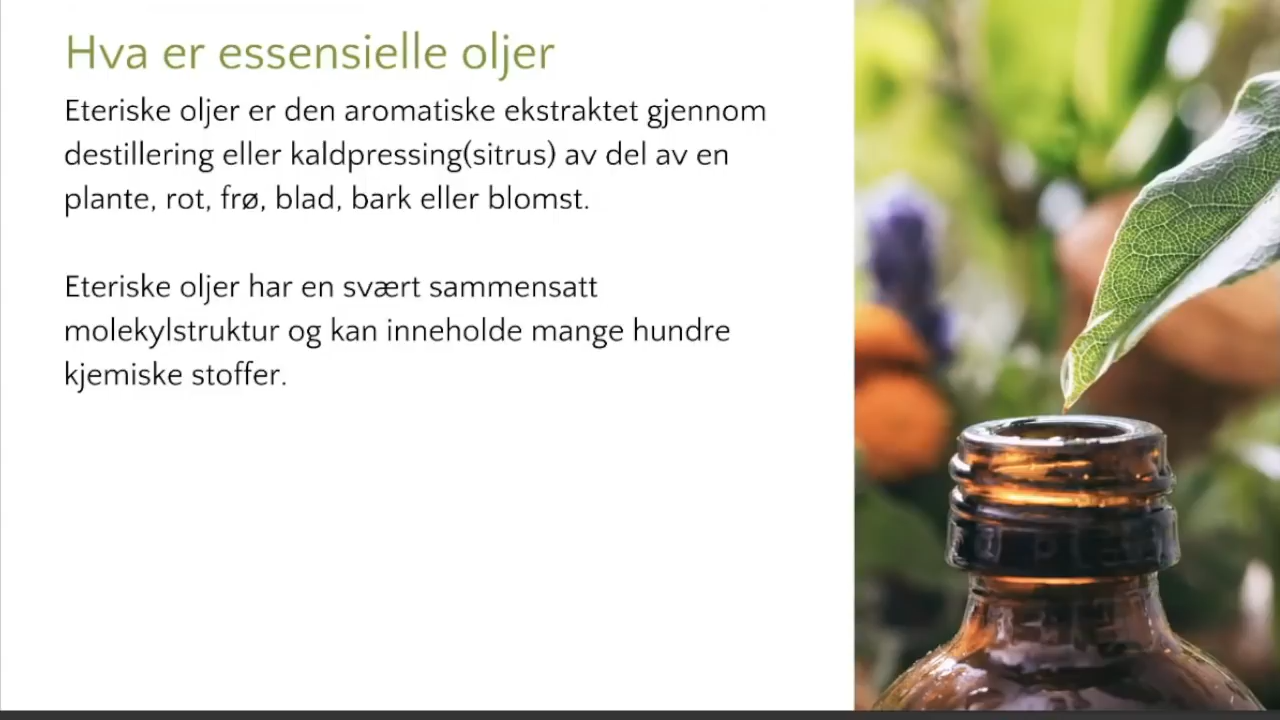 Hva er essensielle oljer
Eteriske oljer er den aromatiske ekstraktet gjennom
destillering eller kaldpressing(sitrus) av del av en
plante, rot, frø, blad, bark eller blomst.
Eteriske oljer har en svært sammensatt
molekylstruktur og kan inneholde mange hundre
kjemiske stoffer.